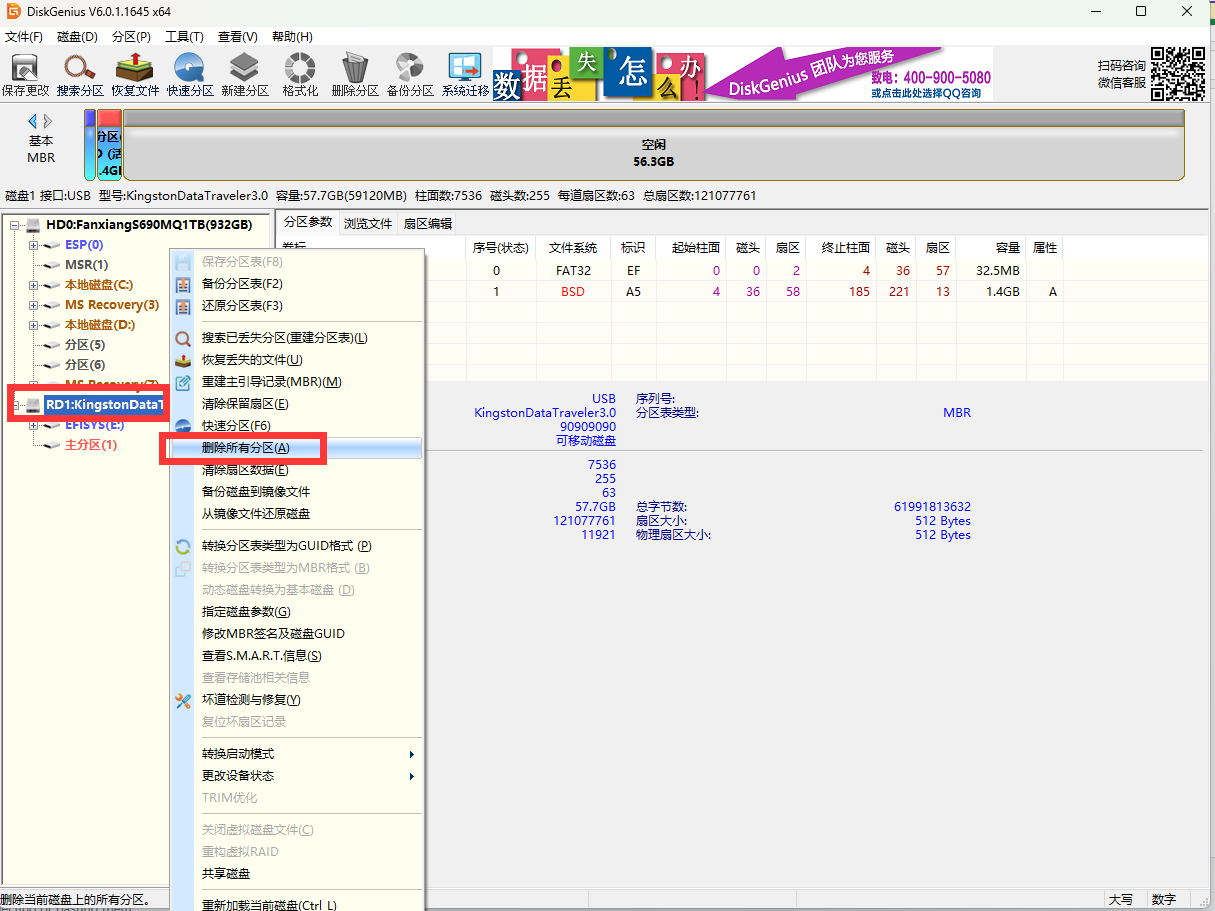 DiskGenius V6.0.1.1645 x64
文件(F) 磁盘(D) 分区(P) 工具(T) 查看(V) 帮助(H)
保存更改 搜索分区 恢复文件 快速分区 新建分区 格式化 删除分区 备份分区 系统迁移
数据丢失怎么办!
DiskGenius 团队为您服务
致电: 400-900-5080
或点击此处选择QQ咨询
扫码咨询
微信客服
基本
MBR
分区
(活
.4GI
空闲
56.3GB
磁盘1 接口:USB 型号:KingstonDataTraveler3.0 容量:57.7GB(59120MB) 柱面数:7536 磁头数:255 每道扇区数:63 总扇区数:121077761
HD0:FanxiangS690MQ1TB(932GB)
ESP(0)
MSR(1)
本地磁盘(C:)
MS Recovery(3)
本地磁盘(D:)
分区(5)
分区(6)
MS Recovery(7)
RD1:KingstonDataT
EFISYS(E:)
主分区(1)
分区参数 浏览文件 扇区编辑
卷标 序号(状态) 文件系统 标识 起始柱面 磁头 扇区 终止柱面 磁头 扇区 容量 属性
0 FAT32 EF 0 0 2 4 36 57 32.5MB
1 BSD A5 4 36 58 185 221 13 1.4GB A
保存分区表(F8)
备份分区表(F2)
还原分区表(F3)
搜索已丢失分区(重建分区表)(L)
恢复丢失的文件(U)
重建主引导记录(MBR)(M)
清除保留扇区(E)
快速分区(F6)
删除所有分区(A)
清除扇区数据(E)
备份磁盘到镜像文件
从镜像文件还原磁盘
转换分区表类型为GUID格式 (P)
转换分区表类型为MBR格式 (B)
动态磁盘转换为基本磁盘 (D)
指定磁盘参数(G)
修改MBR签名及磁盘GUID
查看S.M.A.R.T.信息(S)
查看存储池相关信息
坏道检测与修复(Y)
复位坏扇区记录
转换启动模式
更改设备状态
TRIM优化
关闭虚拟磁盘文件(C)
重构虚拟RAID
共享磁盘
重新加载当前磁盘(Ctrl L)
USB 序列号:
KingstonDataTraveler3.0 分区表类型: MBR
90909090
可移动磁盘
7536
255
63
57.7GB 总字节数: 61991813632
121077761 扇区大小: 512 Bytes
11921 物理扇区大小: 512 Bytes
删除当前磁盘上的所有分区。
大写 数字